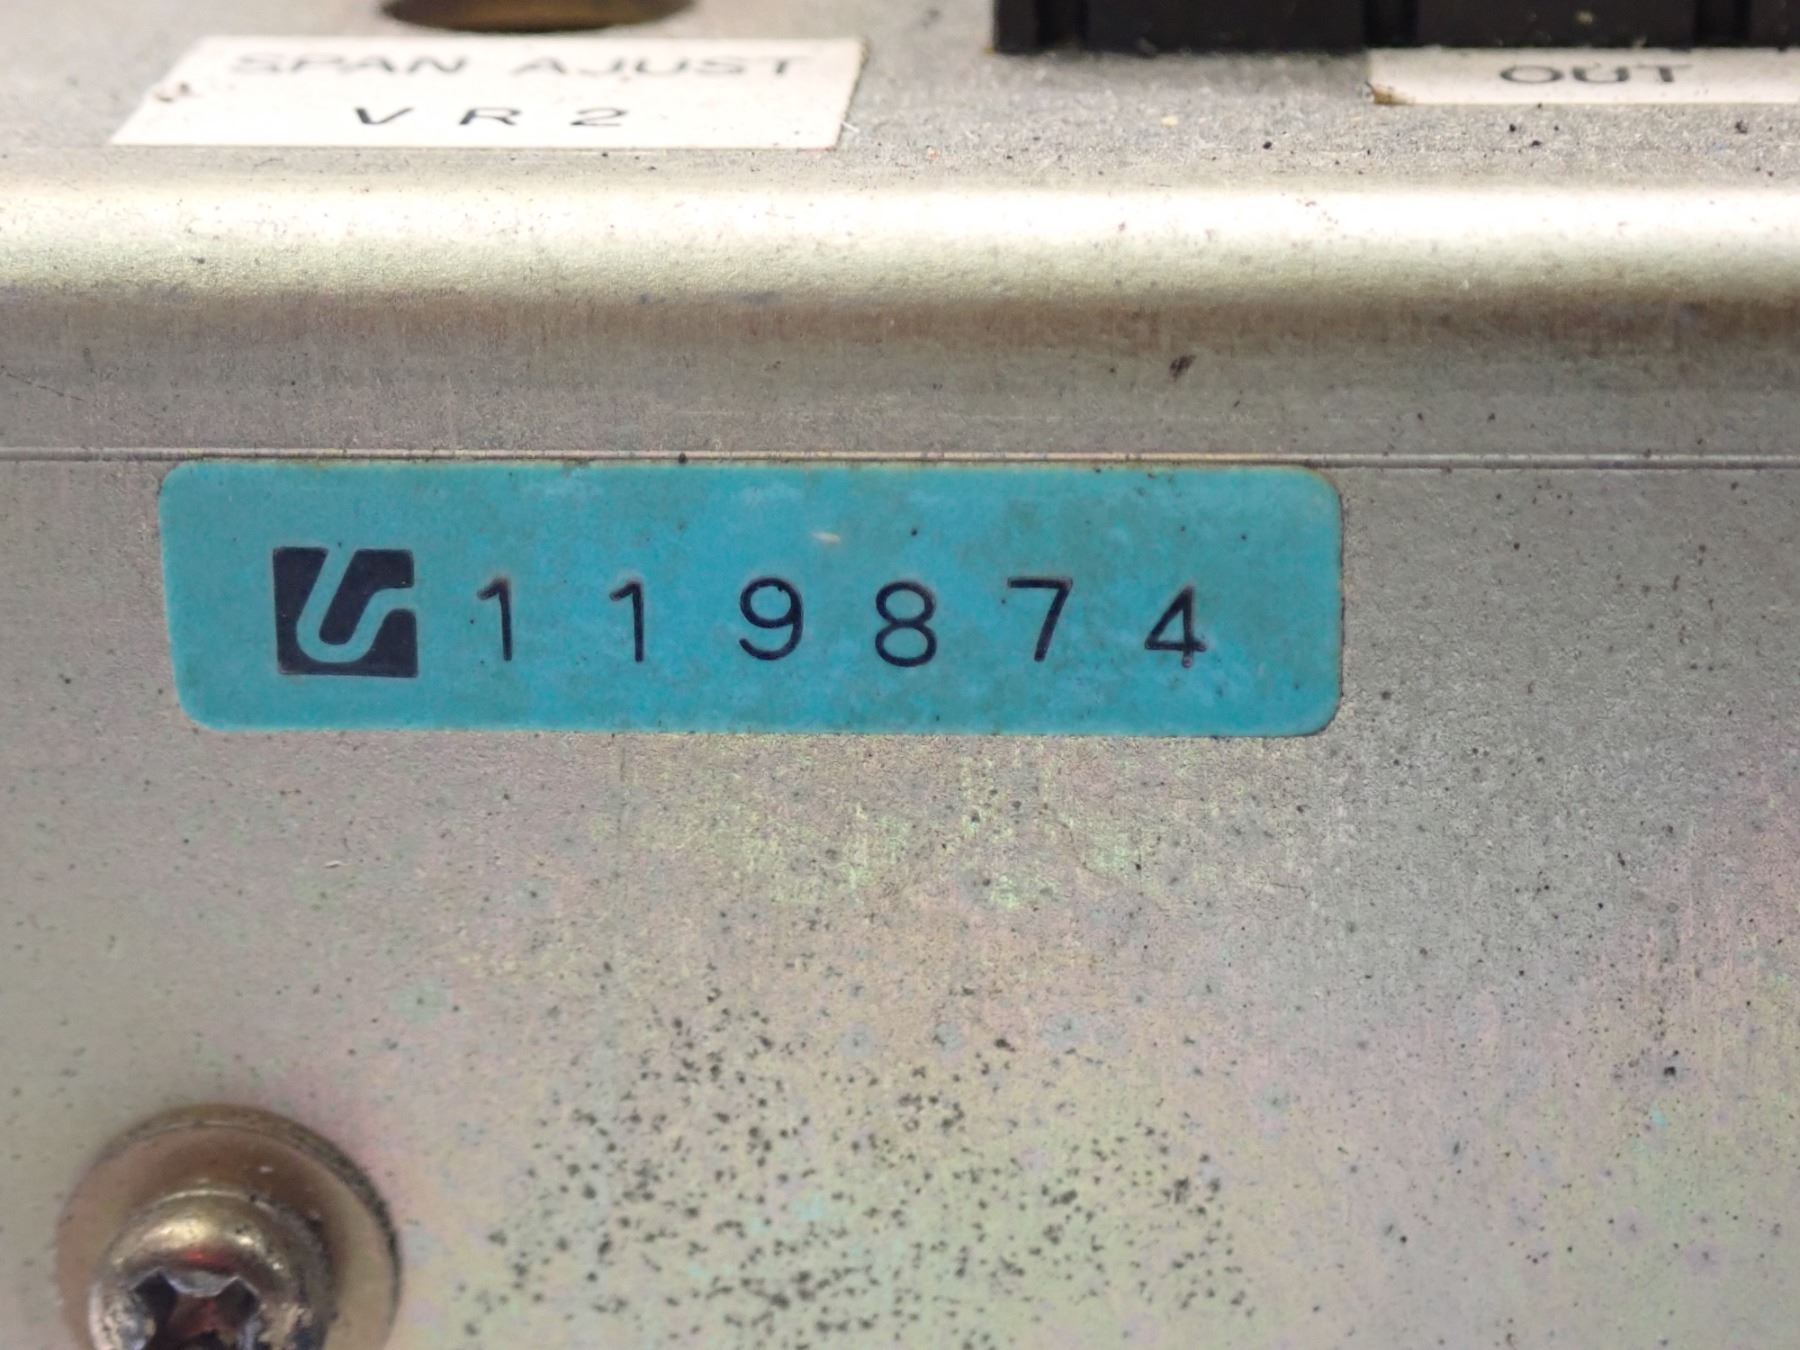 SPAN AJUST
VR2
OUT
119874